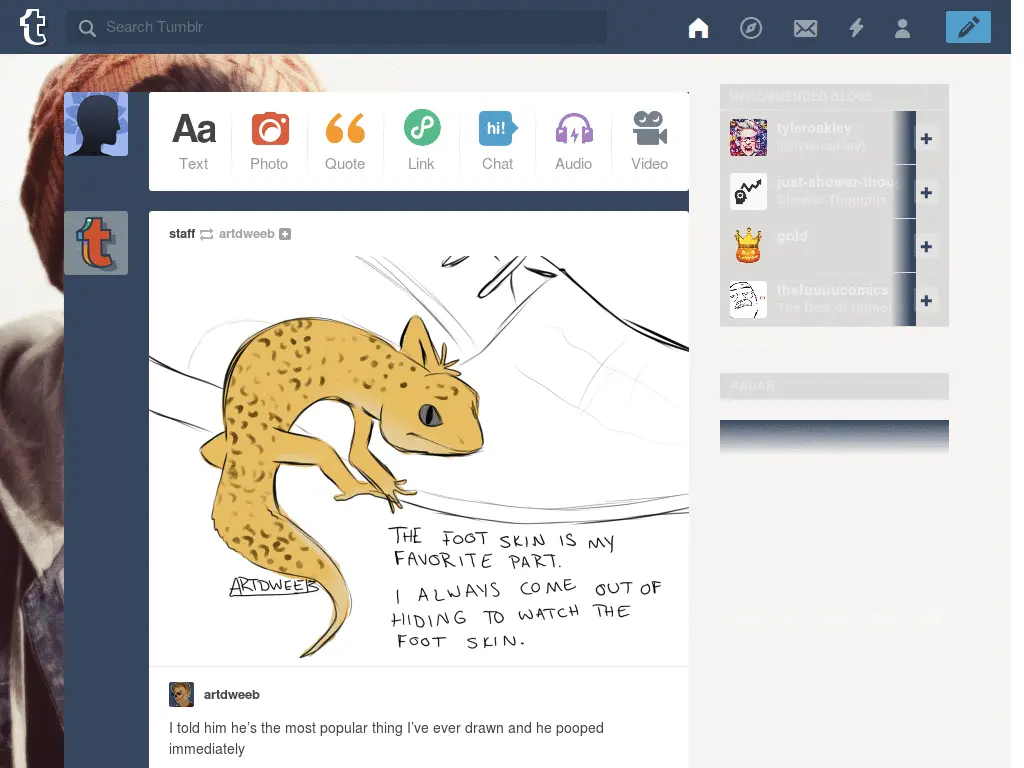 Search Tumblr
Aa
hi!
Text
Photo
Quote
Link
Chat
Audio
Video
staff artdweeb
THE FOOT SKIN IS MY
FAVORITE PART.
I ALWAYS COME OUT OF
HIDING TO WATCH THE
FOOT SKIN.
ARTDWEEB
artdweeb
I told him he's the most popular thing I've ever drawn and he pooped
immediately
RECOMMENDED BLOGS
tyleroakley
(@tyleroakley)
just-shower-thou
Shower Thoughts
gold
thefuuuucomics
The Best of Humor
RADAR